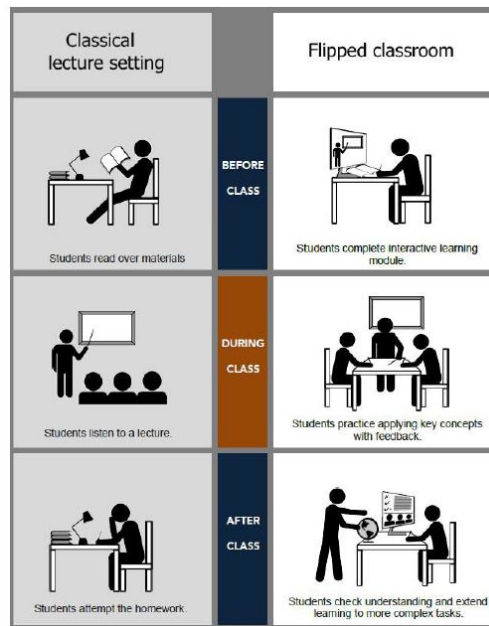 Classical
lecture setting
Flipped classroom
BEFORE
CLASS
Students read over materials
Students complete interactive learning
module.
DURING
CLASS
Students listen to a lecture.
Students practice applying key concepts
with feedback.
AFTER
CLASS
Students attempt the homework.
Students check understanding and extend
learning to more complex tasks.